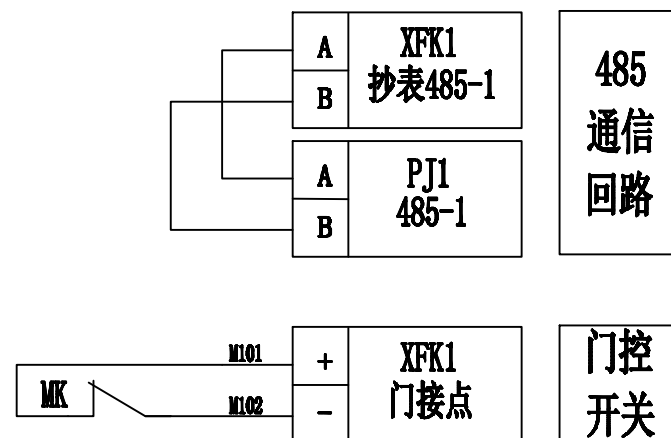 A
XFK1
抄表485-1
B
A
PJ1
485-1
B
485
通信
回路
M101
+
XFK1
门接点
MK
M102
-
门控
开关